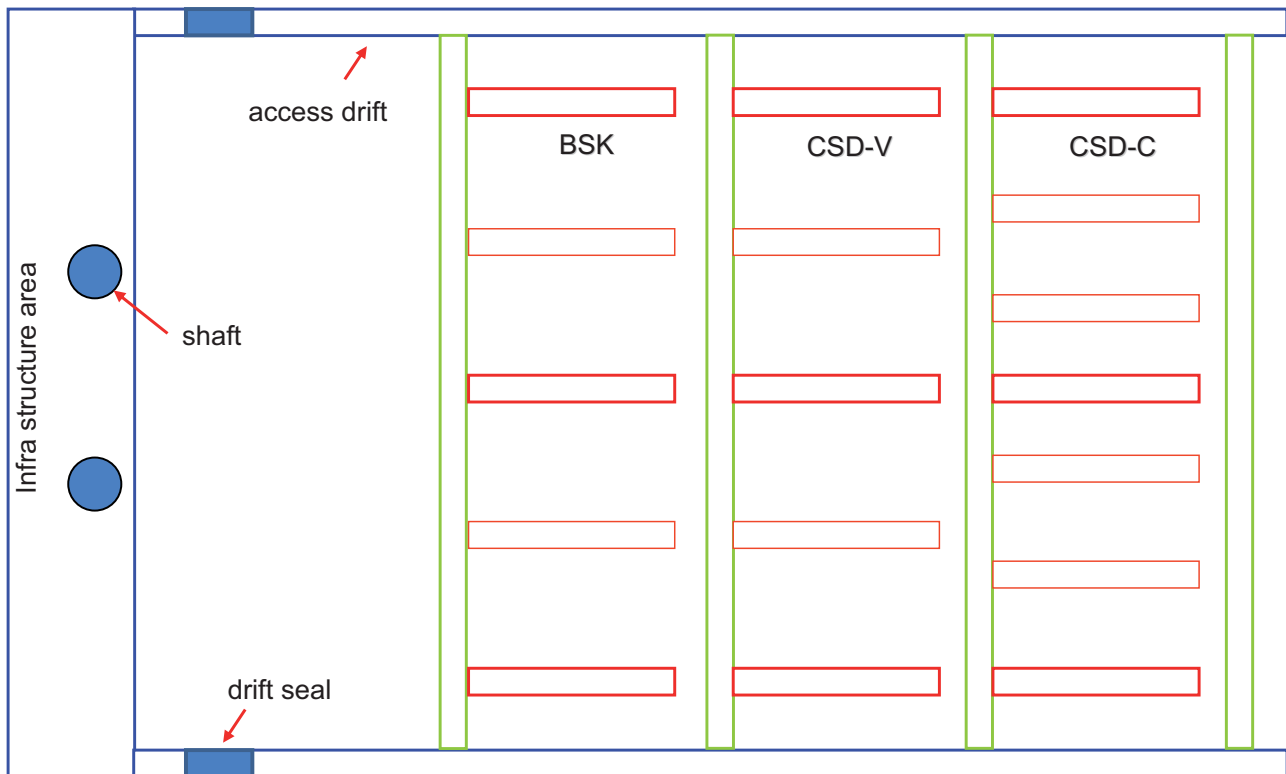 access drift
BSK
CSD-V
CSD-C
Infra structure area
shaft
drift seal